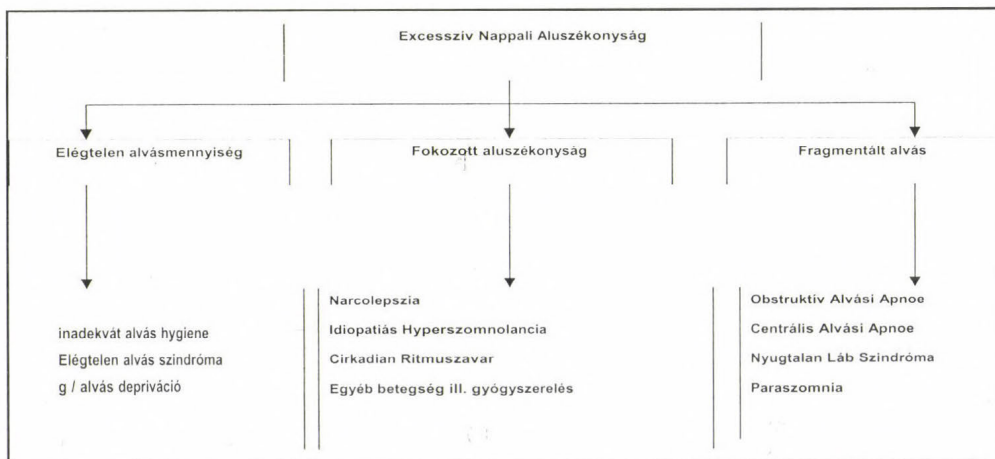 Excesszív Nappali Aluszékonyság
Elégtelen alvásmennyiség
Fokozott aluszékonyság
Fragmentált alvás
inadekvát alvás hygiene
Elégtelen alvás szindróma
g / alvás depriváció
Narcolepszia
Idiopatiás Hyperszomnolancia
Cirkadian Ritmuszavar
Egyéb betegség ill. gyógyszerelés
Obstruktív Alvási Apnoe
Centrális Alvási Apnoe
Nyugtalan Láb Szindróma
Paraszomnia